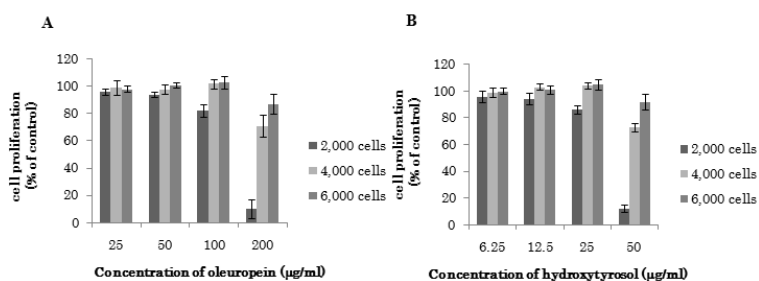 A
cell proliferation
(% of control)
120
100
80
60
40
20
0
25 50 100 200
Concentration of oleuropein (µg/ml)
2,000 cells
4,000 cells
6,000 cells
B
cell proliferation
(% of control)
120
100
80
60
40
20
0
6.25 12.5 25 50
Concentration of hydroxytyrosol (µg/ml)
2,000 cells
4,000 cells
6,000 cells